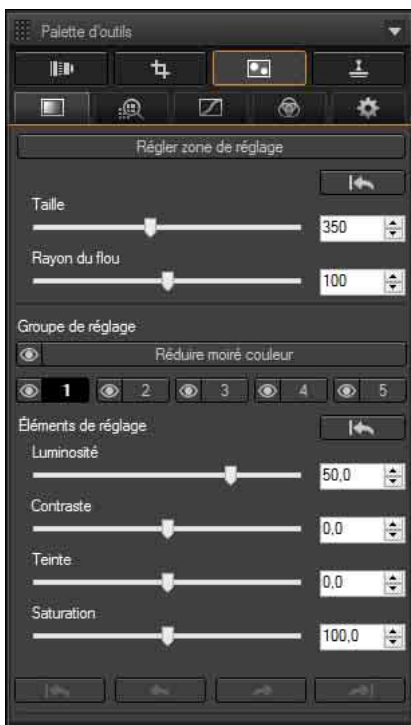 Palette d'outils
Régler zone de réglage
Taille
350
Rayon du flou
100
Groupe de réglage
Réduire moiré couleur
1 2 3 4 5
Éléments de réglage
Luminosité
50,0
Contraste
0,0
Teinte
0,0
Saturation
100,0